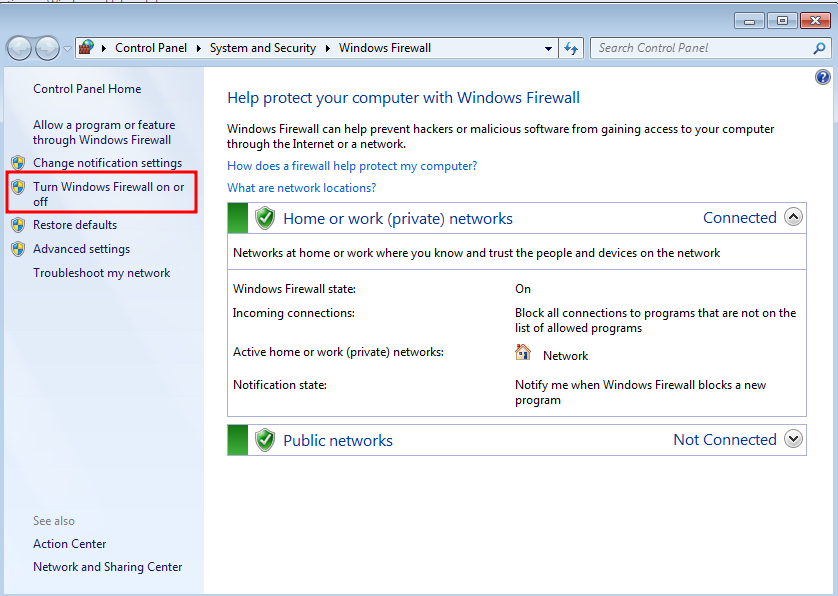 Control Panel ▸ System and Security ▸ Windows Firewall
Search Control Panel
Control Panel Home
Allow a program or feature
through Windows Firewall
Change notification settings
Turn Windows Firewall on or
off
Restore defaults
Advanced settings
Troubleshoot my network
See also
Action Center
Network and Sharing Center
Help protect your computer with Windows Firewall
Windows Firewall can help prevent hackers or malicious software from gaining access to your computer
through the Internet or a network.
How does a firewall help protect my computer?
What are network locations?
Home or work (private) networks Connected
Networks at home or work where you know and trust the people and devices on the network
Windows Firewall state: On
Incoming connections: Block all connections to programs that are not on the
list of allowed programs
Active home or work (private) networks: Network
Notification state: Notify me when Windows Firewall blocks a new
program
Public networks Not Connected